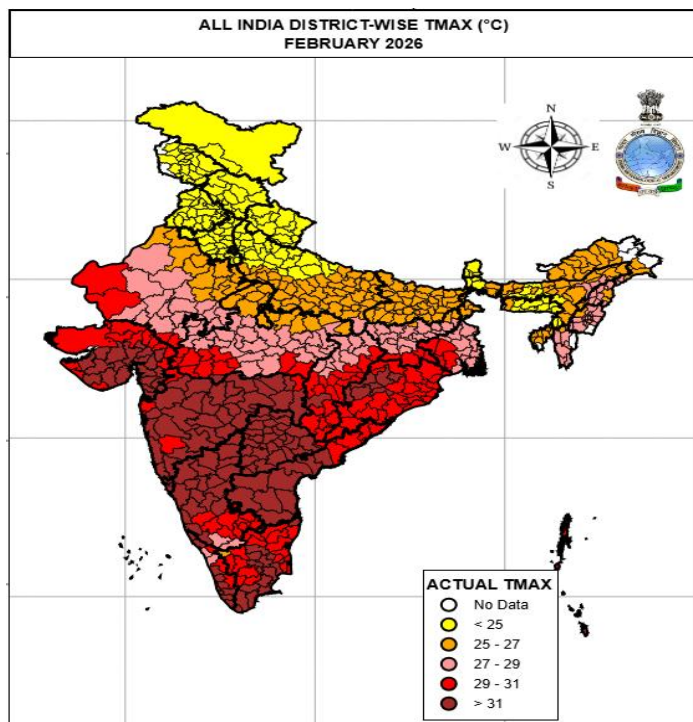 ALL INDIA DISTRICT-WISE TMAX (°C)
FEBRUARY 2026
N
W E
S
ACTUAL TMAX
No Data
< 25
25 - 27
27 - 29
29 - 31
> 31